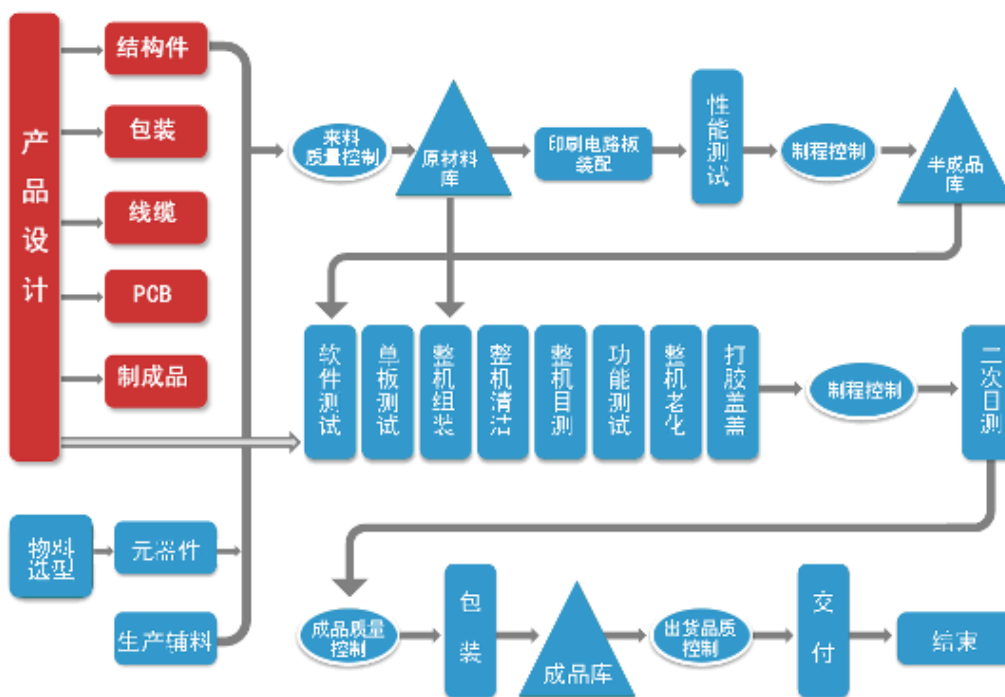 产品设计
结构件
包装
线缆
PCB
制成品
物料
选型
元器件
生产辅料
来料
质量控制
原材料
库
印刷电路板
装配
性能测试
制程控制
半成品
库
软件测试
单板测试
整机组装
整机清洁
整机目测
功能测试
整机老化
打胶盖盖
制程控制
二次目测
成品质量
控制
包装
成品库
出货品质
控制
交付
结束